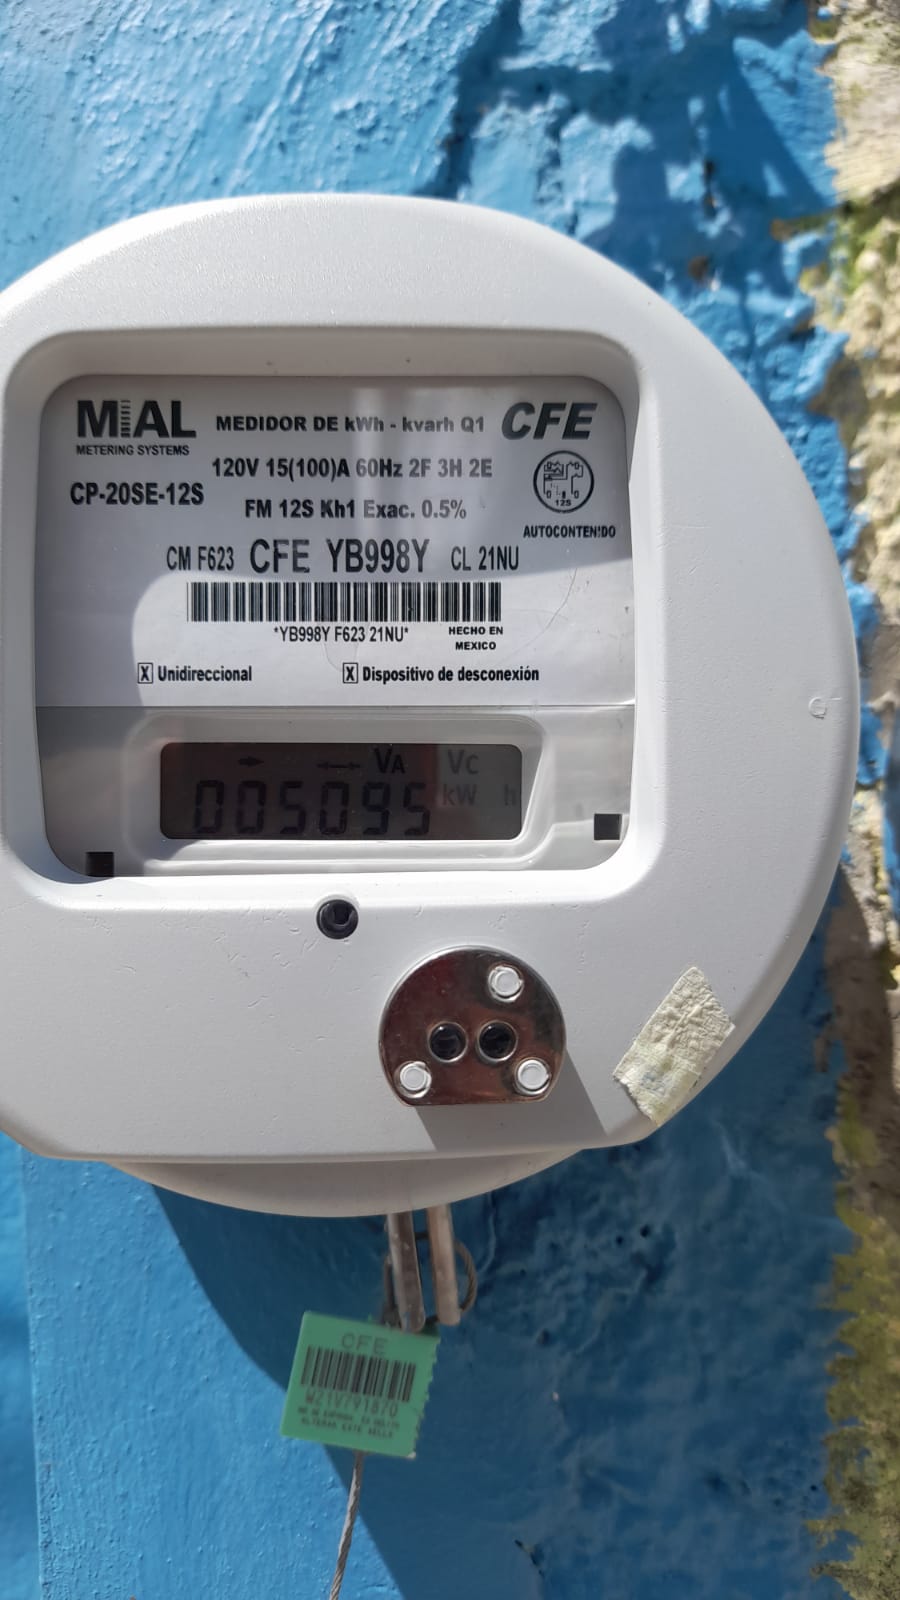 MIAL
METERING SYSTEMS
MEDIDOR DE kWh - kvarh Q1
CFE
120V 15(100)A 60Hz 2F 3H 2E
CP-20SE-12S
FM 12S Kh1 Exac. 0.5%
12S
AUTOCONTENIDO
CM F623 CFE YB998Y CL 21NU
*YB998Y F623 21NU*
HECHO EN
MEXICO
X Unidireccional
X Dispositivo de desconexión
VA VC
005095 kW h
CFE